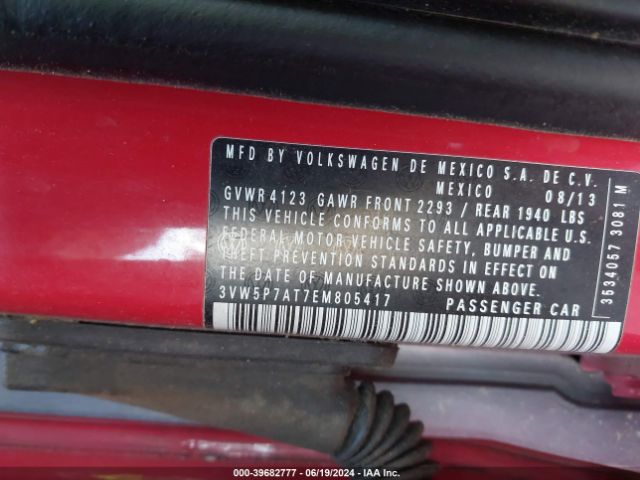 MFD BY VOLKSWAGEN DE MEXICO S.A. DE C.V.
MEXICO 08/13
GVWR 4123 GAWR FRONT 2293 / REAR 1940 LBS
THIS VEHICLE CONFORMS TO ALL APPLICABLE U.S.
FEDERAL MOTOR VEHICLE SAFETY, BUMPER AND
THEFT PREVENTION STANDARDS IN EFFECT ON
THE DATE OF MANUFACTURE SHOWN ABOVE.
3VW5P7AT7EM805417 PASSENGER CAR
3534057 3081 M
000-39682777 - 06/19/2024 - IAA Inc.